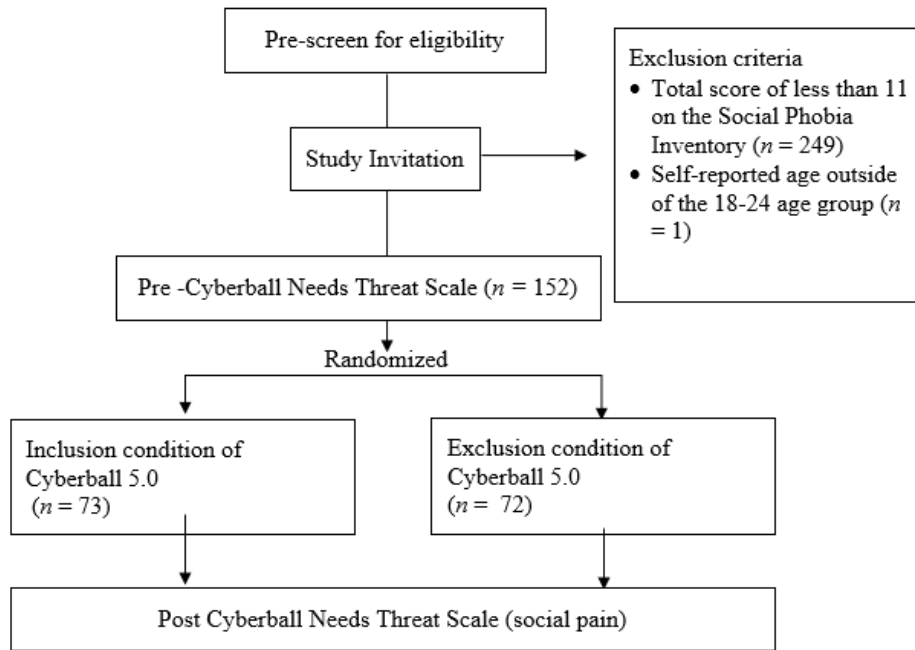 Pre-screen for eligibility
Exclusion criteria
• Total score of less than 11
on the Social Phobia
Inventory (n = 249)
• Self-reported age outside
of the 18-24 age group (n
= 1)
Study Invitation
Pre -Cyberball Needs Threat Scale (n = 152)
Randomized
Inclusion condition of
Cyberball 5.0
(n = 73)
Exclusion condition of
Cyberball 5.0
(n = 72)
Post Cyberball Needs Threat Scale (social pain)